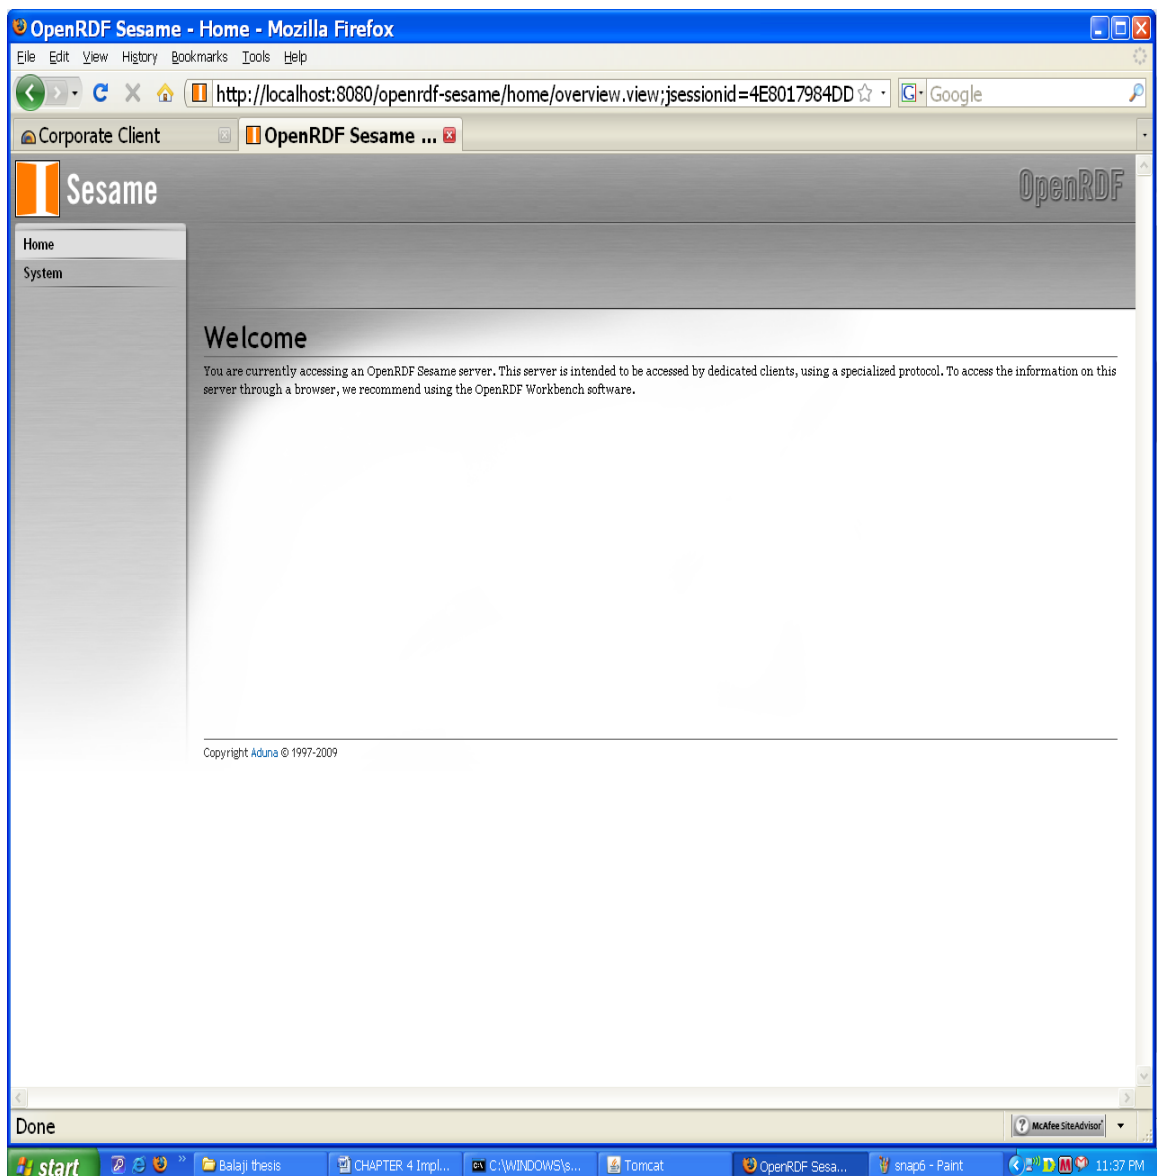 OpenRDF Sesame - Home - Mozilla Firefox
File Edit View History Bookmarks Tools Help
http://localhost:8080/openrdf-sesame/home/overview.view;jsessionid=4E8017984DD
G Google
Corporate Client
OpenRDF Sesame ...
Sesame
OpenRDF
Home
System
Welcome
You are currently accessing an OpenRDF Sesame server. This server is intended to be accessed by dedicated clients, using a specialized protocol. To access the information on this
server through a browser, we recommend using the OpenRDF Workbench software.
Copyright Aduna © 1997-2009
Done
McAfee SiteAdvisor
start
Balaji thesis
CHAPTER 4 Impl...
C:\WINDOWS\s...
Tomcat
OpenRDF Sesa...
snap6 - Paint
11:37 PM